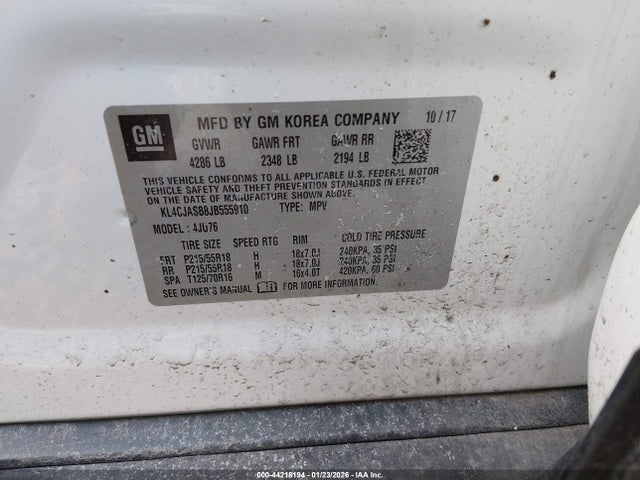 GM
MFD BY GM KOREA COMPANY 10/17
GVWR GAWR FRT GAWR RR
4286 LB 2348 LB 2194 LB
THIS VEHICLE CONFORMS TO ALL APPLICABLE U.S. FEDERAL MOTOR
VEHICLE SAFETY AND THEFT PREVENTION STANDARDS IN EFFECT ON THE DATE
OF MANUFACTURE SHOWN ABOVE.
KL4CJASB8JB555910 TYPE: MPV
MODEL: 4JU76
TIRE SIZE SPEED RTG RIM COLD TIRE PRESSURE
FRT P215/55R18 H 18x7.0J 240KPA, 35 PSI
RR P215/55R18 H 18x7.0J 240KPA, 35 PSI
SPA T125/70R16 M 16x4.0T 420KPA, 60 PSI
SEE OWNER'S MANUAL FOR MORE INFORMATION.
000-44218194 - 01/23/2026 - IAA Inc.